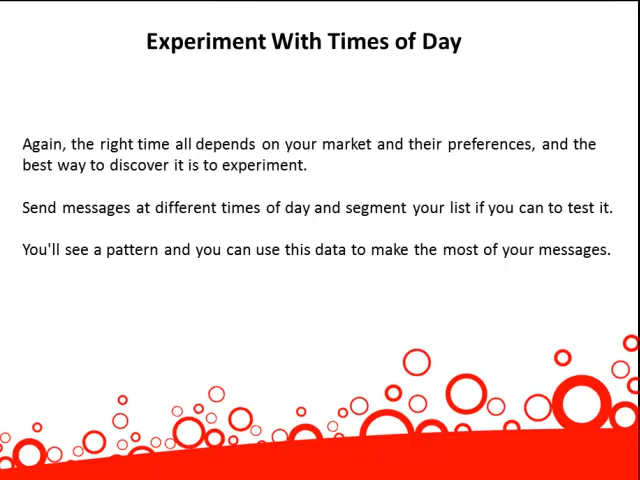 Experiment With Times of Day
Again, the right time all depends on your market and their preferences, and the
best way to discover it is to experiment.
Send messages at different times of day and segment your list if you can to test it.
You'll see a pattern and you can use this data to make the most of your messages.